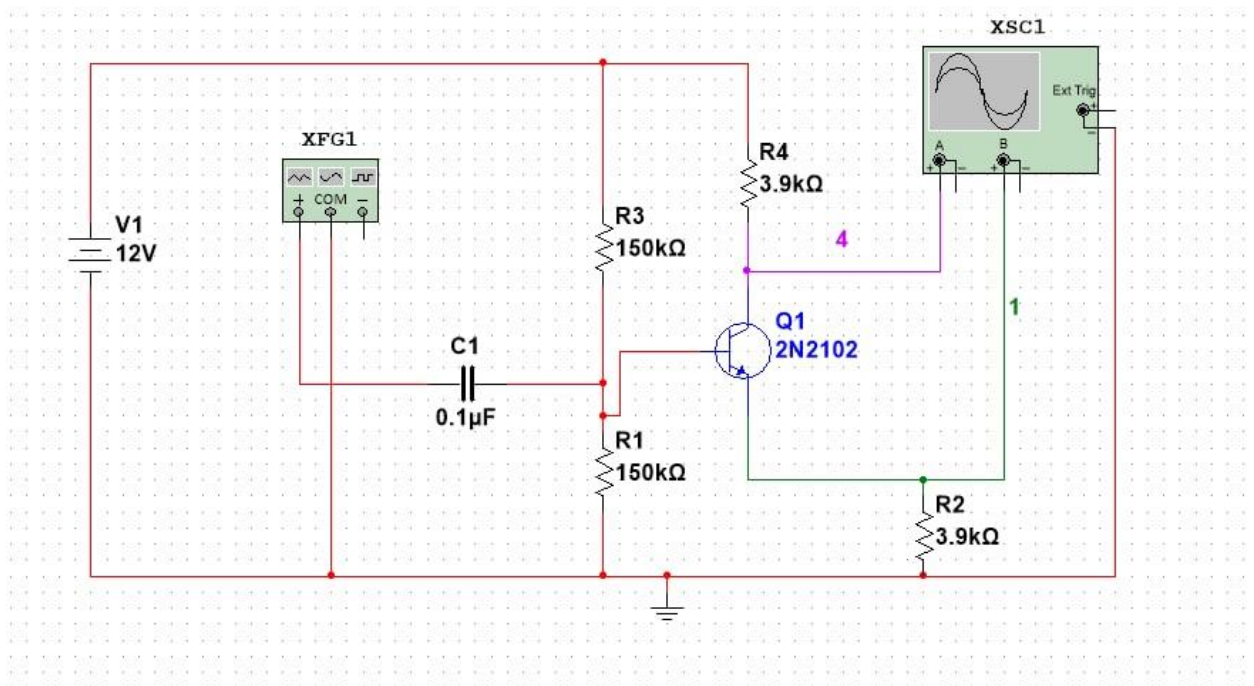 XSC1
Ext Trig
+
−
A
B
+ − + −
XFG1
+ COM −
V1
12V
R4
3.9kΩ
R3
150kΩ
4
1
Q1
2N2102
C1
0.1µF
R1
150kΩ
R2
3.9kΩ